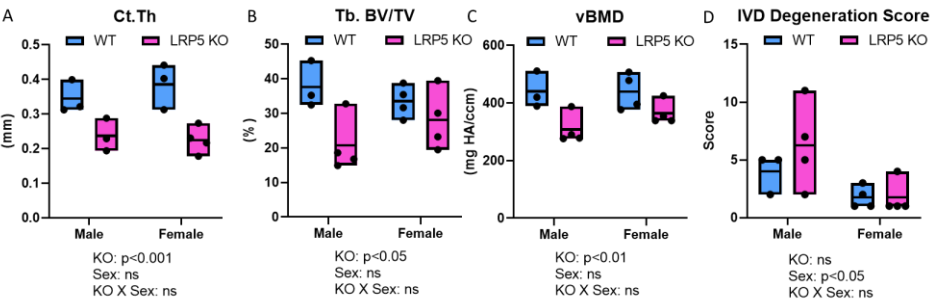 A
Ct.Th
WT
LRP5 KO
0.5
0.4
0.3
0.2
0.1
0.0
(mm)
Male
Female
KO: p<0.001
Sex: ns
KO X Sex: ns
B
Tb. BV/TV
WT
LRP5 KO
50
40
30
20
10
0
(%)
Male
Female
KO: p<0.05
Sex: ns
KO X Sex: ns
C
vBMD
WT
LRP5 KO
600
400
200
0
(mg HA/ccm)
Male
Female
KO: p<0.01
Sex: ns
KO X Sex: ns
D
IVD Degeneration Score
WT
LRP5 KO
15
10
5
0
Score
Male
Female
KO: ns
Sex: p<0.05
KO X Sex: ns